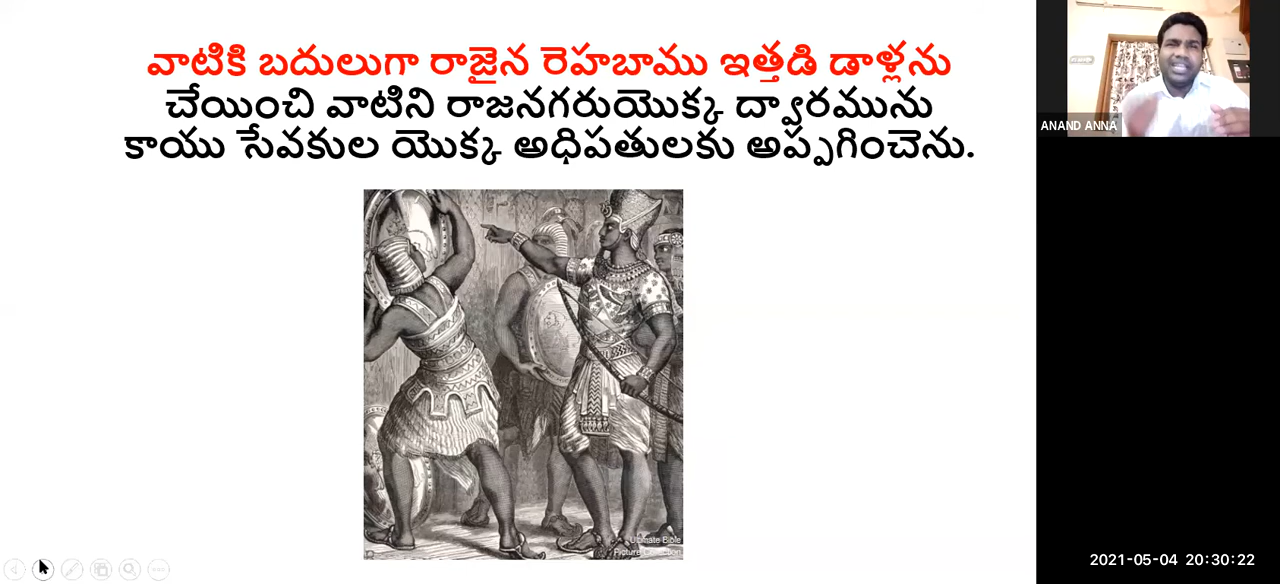 వాటికి బదులుగా రాజైన రెహబాము ఇత్తడి డాళ్లను
చేయించి వాటిని రాజనగరుయొక్క ద్వారమును
కాయు సేవకుల యొక్క అధిపతులకు అప్పగించెను.
ANAND ANNA
Ultimate Bible
Picture Collection
2021-05-04 20:30:22